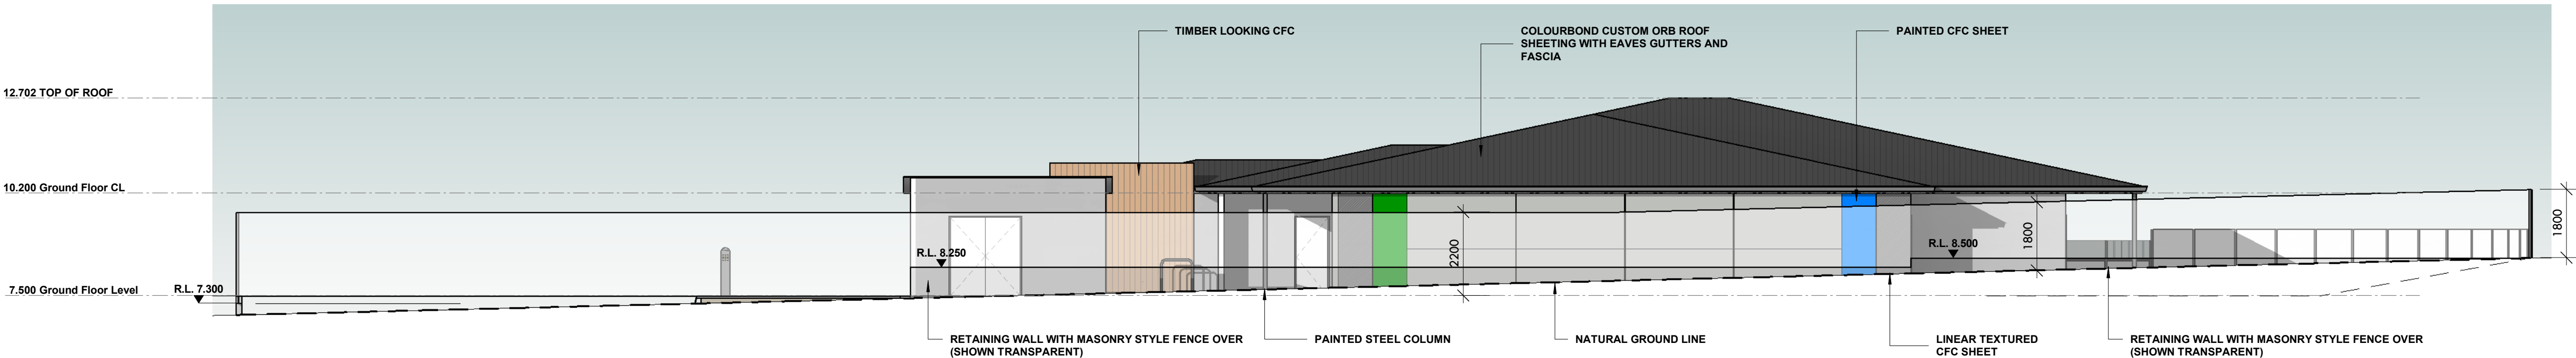 TIMBER LOOKING CFC
COLOURBOND CUSTOM ORB ROOF
SHEETING WITH EAVES GUTTERS AND
FASCIA
PAINTED CFC SHEET
12.702 TOP OF ROOF
10.200 Ground Floor CL
7.500 Ground Floor Level
R.L. 7.300
R.L. 8.250
2200
R.L. 8.500
1800
1800
RETAINING WALL WITH MASONRY STYLE FENCE OVER
(SHOWN TRANSPARENT)
PAINTED STEEL COLUMN
NATURAL GROUND LINE
LINEAR TEXTURED
CFC SHEET
RETAINING WALL WITH MASONRY STYLE FENCE OVER
(SHOWN TRANSPARENT)